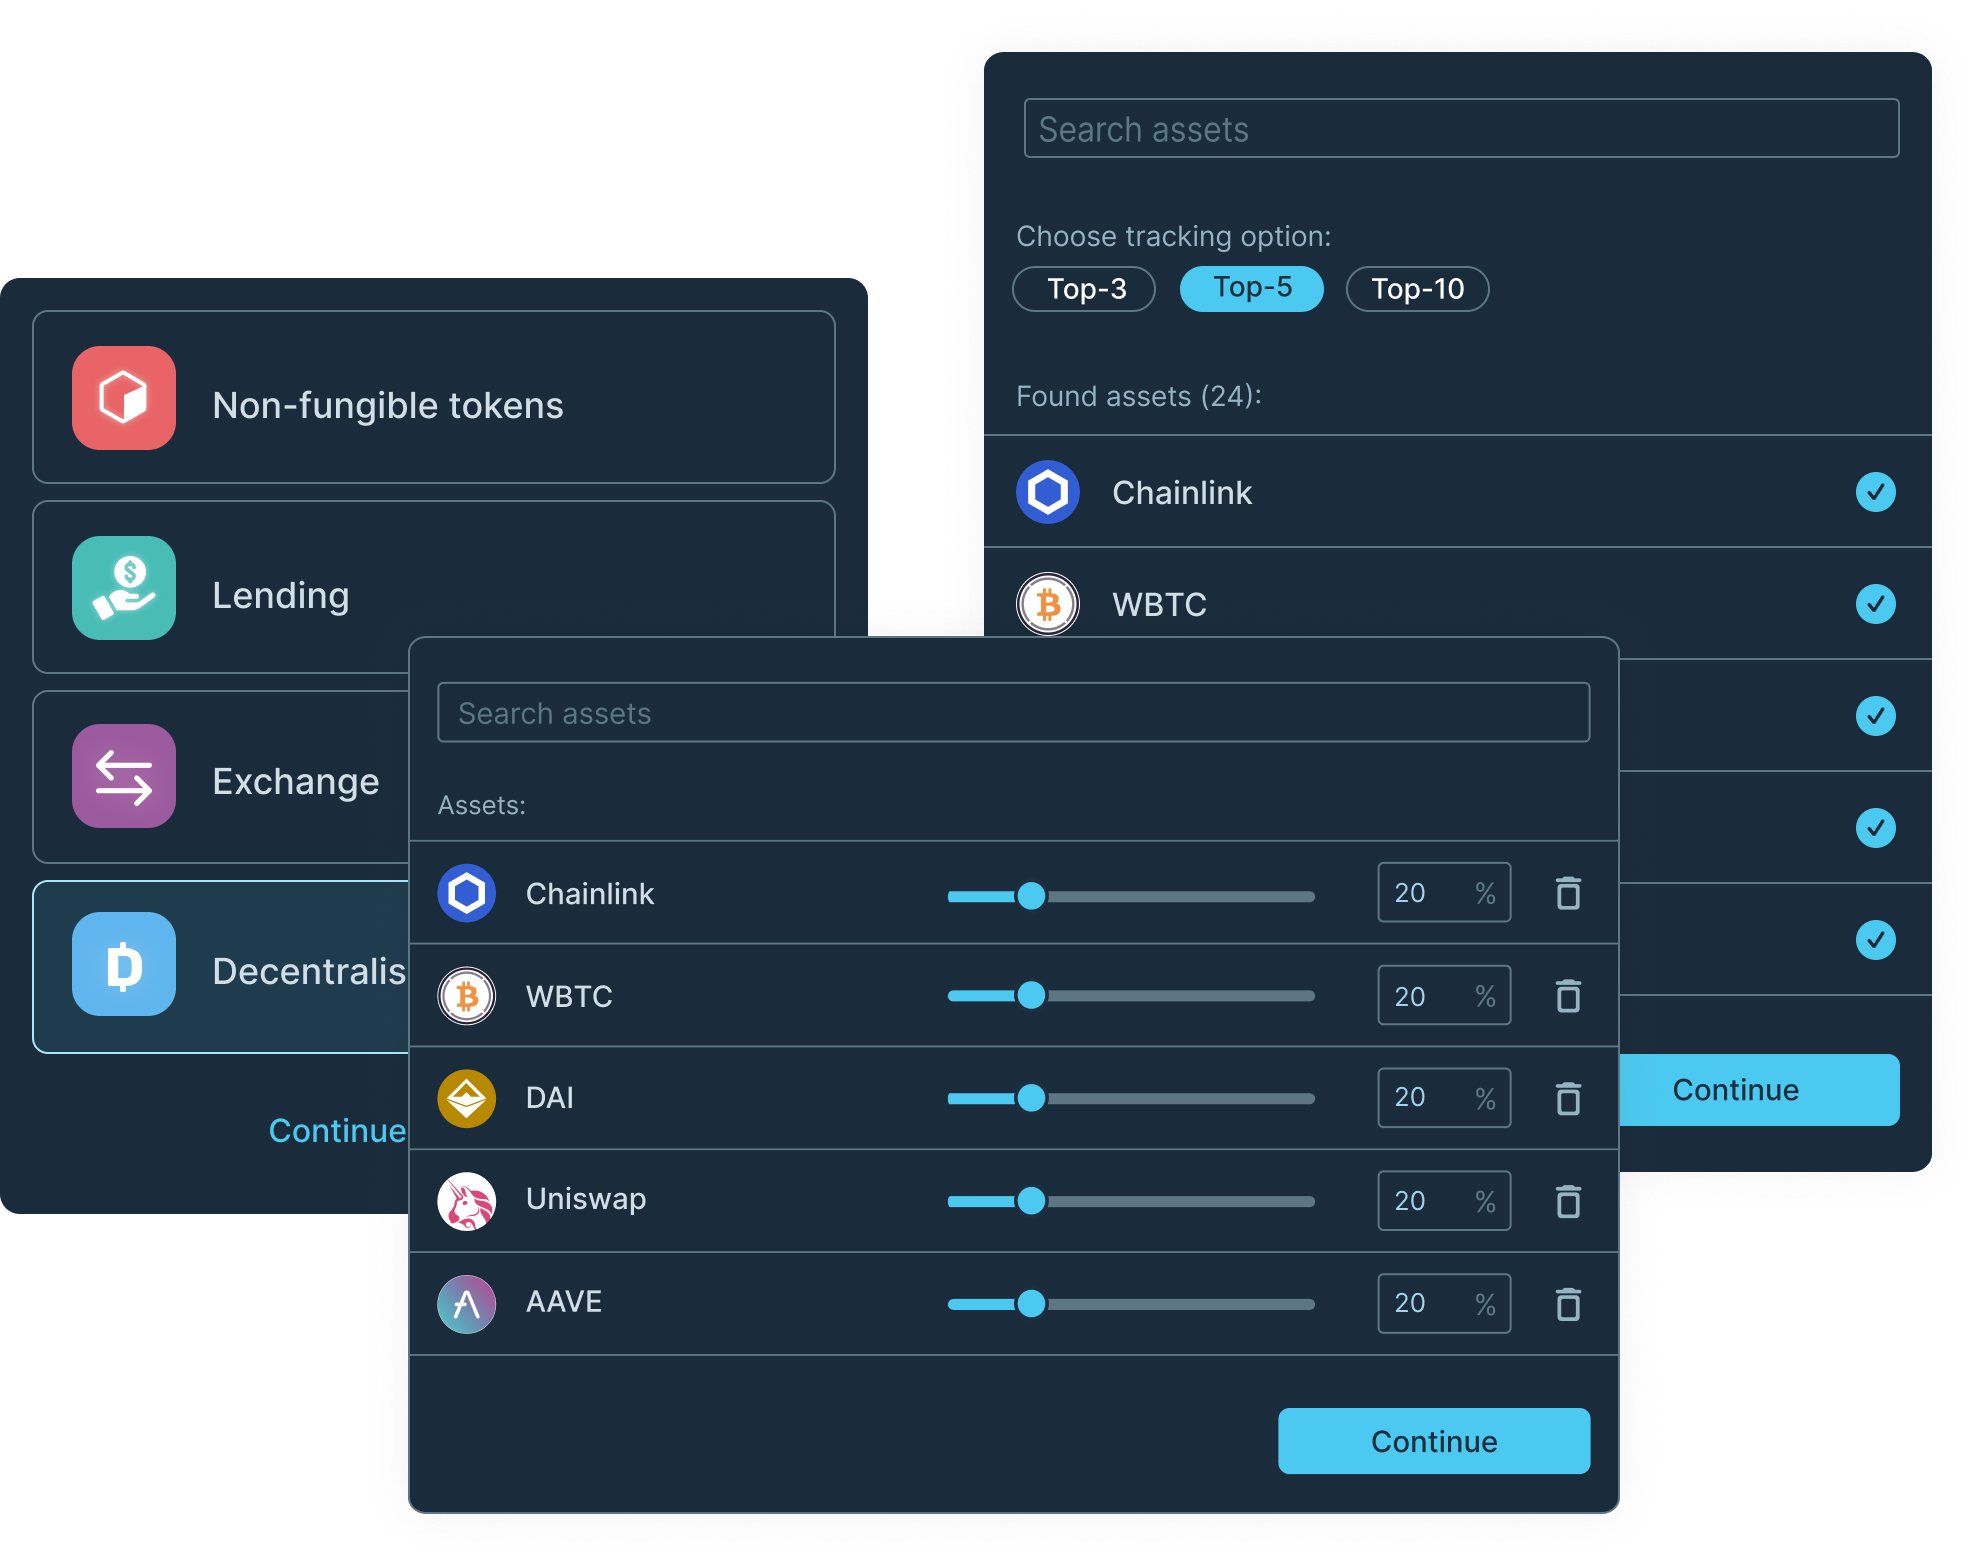 Search assets
Choose tracking option:
Top-3 Top-5 Top-10
Found assets (24):
Chainlink
WBTC
Continue
Non-fungible tokens
Lending
Exchange
Decentralis
Continue
Search assets
Assets:
Chainlink 20 %
WBTC 20 %
DAI 20 %
Uniswap 20 %
AAVE 20 %
Continue